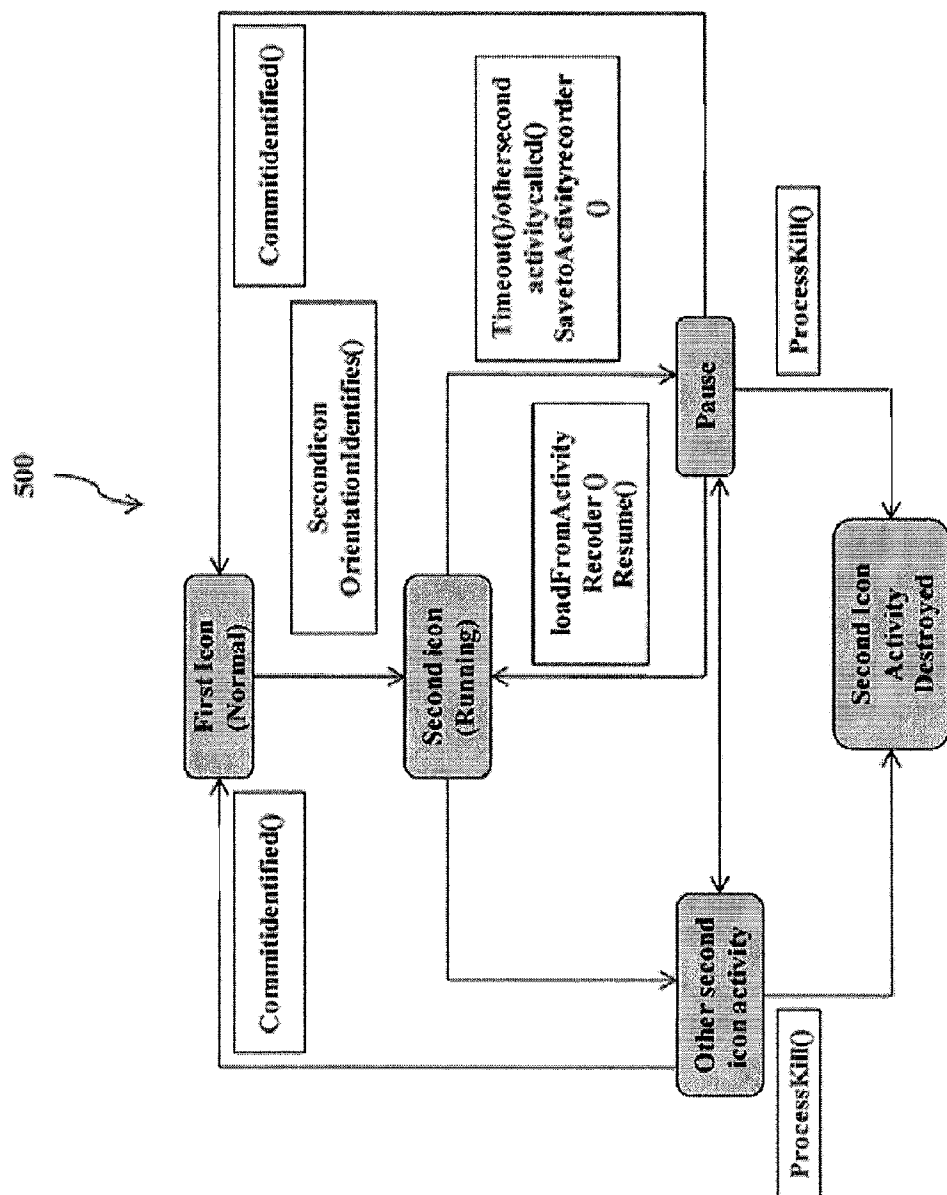 500
Commitidentified()
First Icon
(Normal)
Commitidentified()
Secondicon
OrientationIdentifies()
Second icon
(Running)
Timeout()/othersecond
activitycalled()
SavetoActivityrecorder
()
loadFromActivity
Recoder ()
Resume()
Other second
icon activity
Pause
ProcessKill()
ProcessKill()
Second Icon
Activity
Destroyed